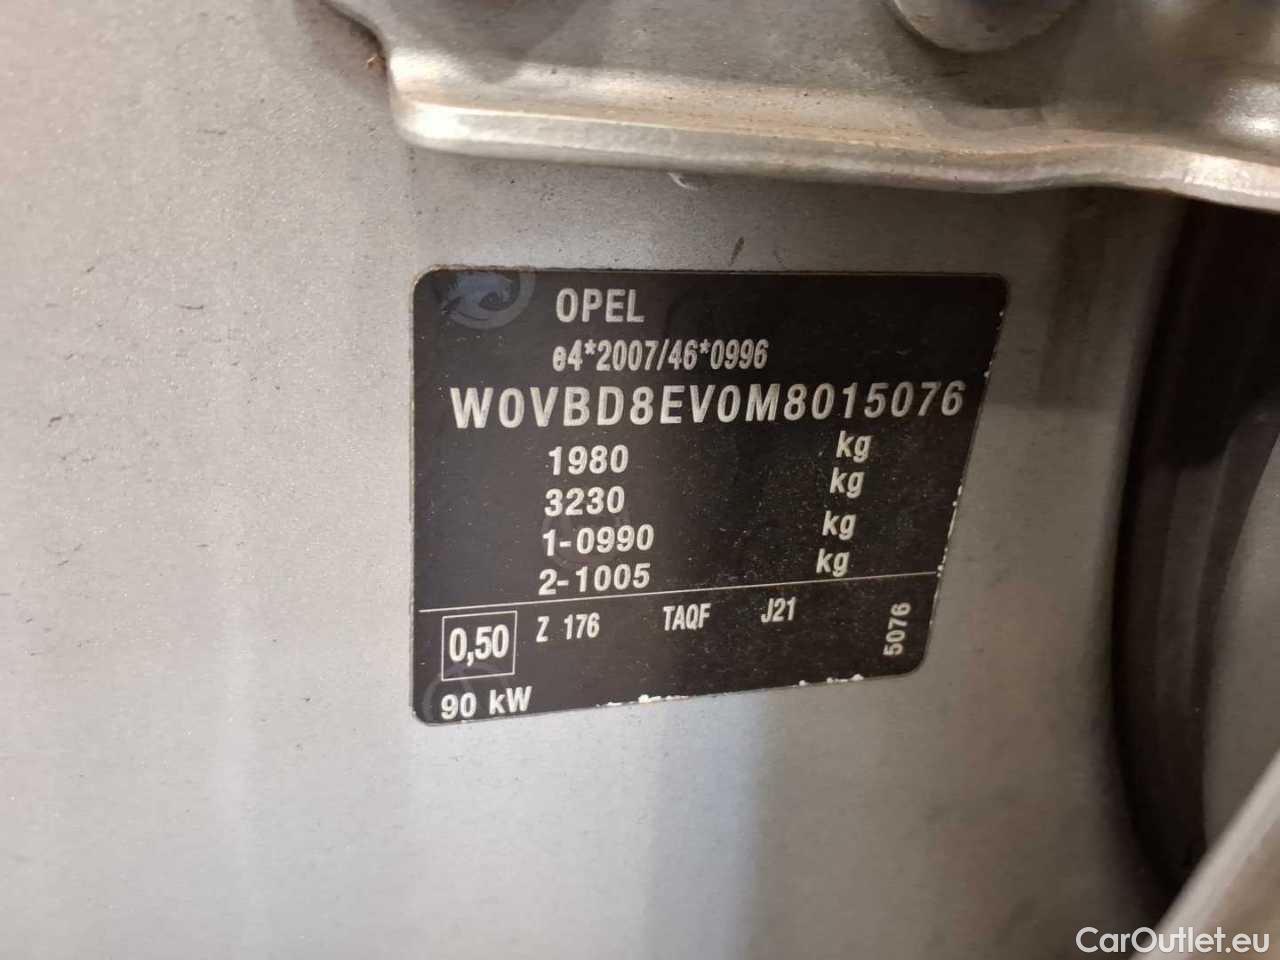 OPEL
e4*2007/46*0996
W0VBD8EV0M8015076
1980 kg
3230 kg
1-0990 kg
2-1005 kg
0,50 Z 176 TAQF J21 5076
90 kW
CarOutlet.eu